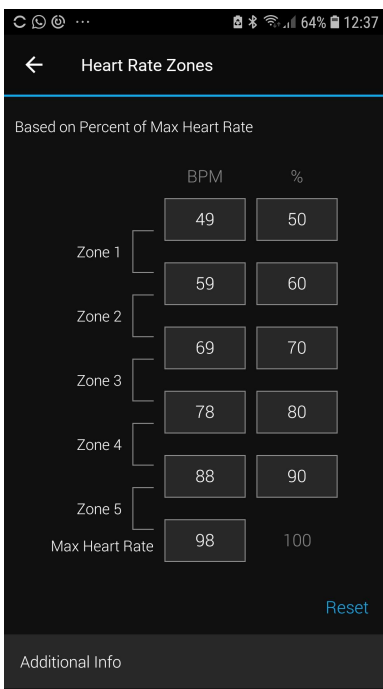 64% 12:37
Heart Rate Zones
Based on Percent of Max Heart Rate
BPM %
49 50
Zone 1
59 60
Zone 2
69 70
Zone 3
78 80
Zone 4
88 90
Zone 5
Max Heart Rate 98 100
Reset
Additional Info